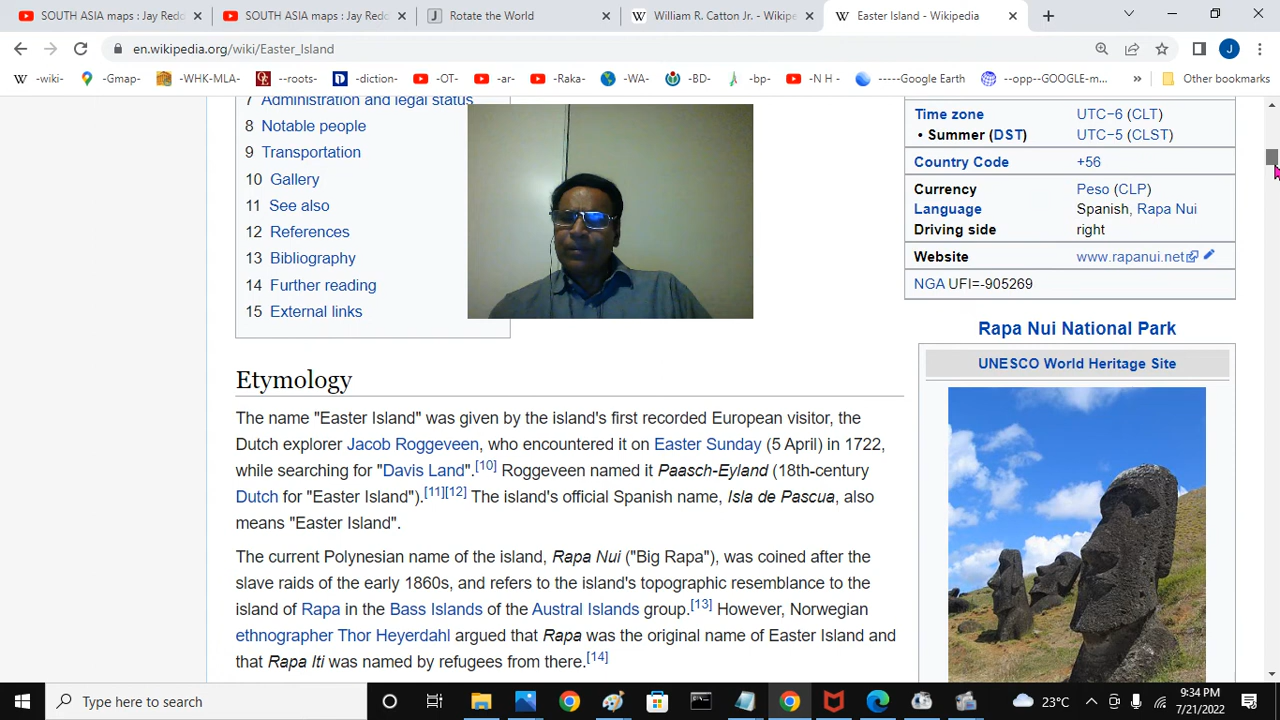 SOUTH ASIA maps : Jay Redd
SOUTH ASIA maps : Jay Redd
Rotate the World
William R. Catton Jr. - Wikipe
Easter Island - Wikipedia
en.wikipedia.org/wiki/Easter_Island
J
-wiki-
-Gmap-
-WHK-MLA-
--roots-
-diction-
-OT-
-ar-
-Raka-
-WA-
-BD-
-bp-
-N H -
-----Google Earth
--opp--GOOGLE-m...
Other bookmarks
7 Administration and legal status
8 Notable people
9 Transportation
10 Gallery
11 See also
12 References
13 Bibliography
14 Further reading
15 External links
Time zone UTC−6 (CLT)
• Summer (DST) UTC−5 (CLST)
Country Code +56
Currency Peso (CLP)
Language Spanish, Rapa Nui
Driving side right
Website www.rapanui.net
NGA UFI=-905269
Rapa Nui National Park
UNESCO World Heritage Site
Etymology
The name "Easter Island" was given by the island's first recorded European visitor, the
Dutch explorer Jacob Roggeveen, who encountered it on Easter Sunday (5 April) in 1722,
while searching for "Davis Land".[10] Roggeveen named it Paasch-Eyland (18th-century
Dutch for "Easter Island").[11][12] The island's official Spanish name, Isla de Pascua, also
means "Easter Island".
The current Polynesian name of the island, Rapa Nui ("Big Rapa"), was coined after the
slave raids of the early 1860s, and refers to the island's topographic resemblance to the
island of Rapa in the Bass Islands of the Austral Islands group.[13] However, Norwegian
ethnographer Thor Heyerdahl argued that Rapa was the original name of Easter Island and
that Rapa Iti was named by refugees from there.[14]
Type here to search
23°C
9:34 PM
7/21/2022